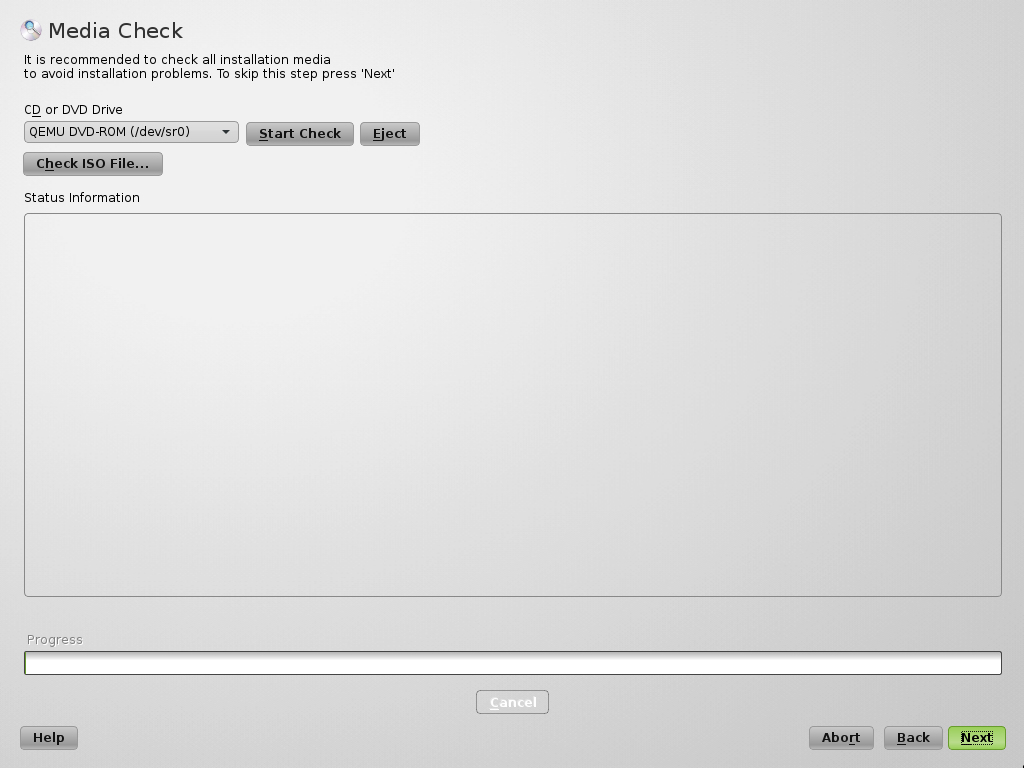 Media Check
It is recommended to check all installation media
to avoid installation problems. To skip this step press 'Next'
CD or DVD Drive
QEMU DVD-ROM (/dev/sr0)
Start Check
Eject
Check ISO File...
Status Information
Progress
Cancel
Help
Abort
Back
Next